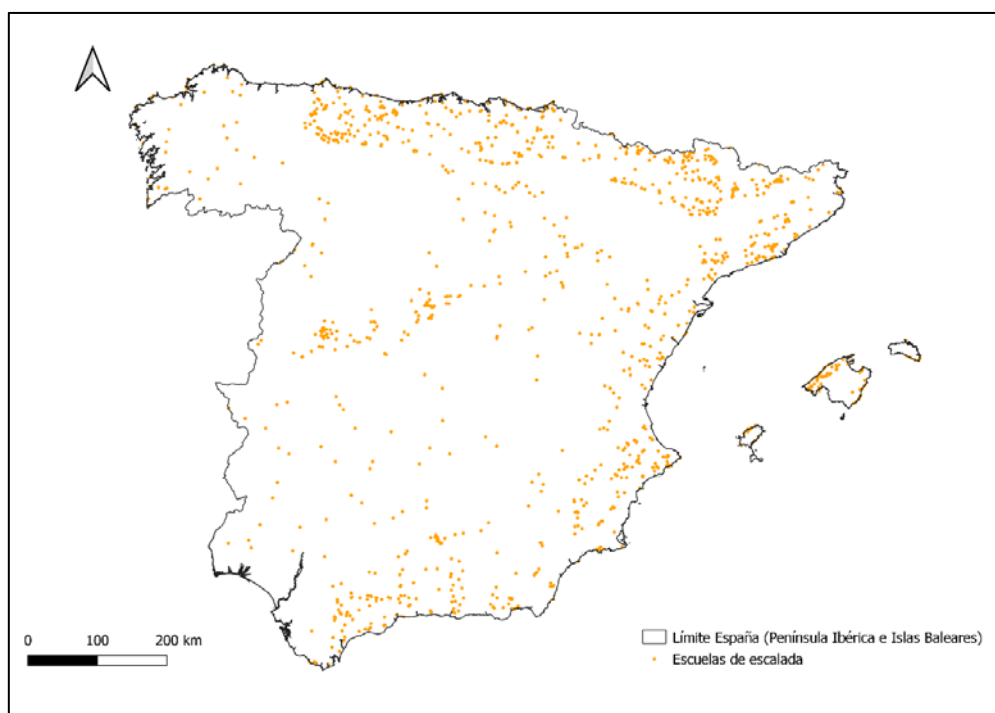 0 100 200 km
Límite España (Península Ibérica e Islas Baleares)
Escuelas de escalada